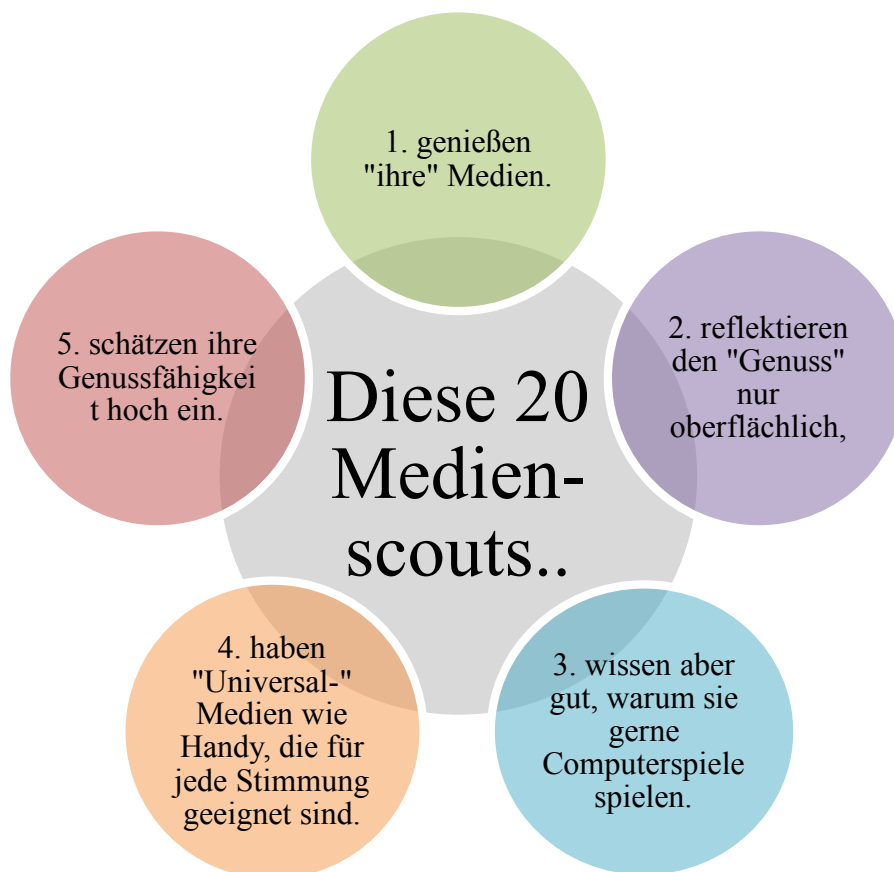 1. genießen
"ihre" Medien.
2. reflektieren
den "Genuss"
nur
oberflächlich,
3. wissen aber
gut, warum sie
gerne
Computerspiele
spielen.
4. haben
"Universal-"
Medien wie
Handy, die für
jede Stimmung
geeignet sind.
5. schätzen ihre
Genussfähigkei
t hoch ein.
Diese 20
Medien-
scouts..